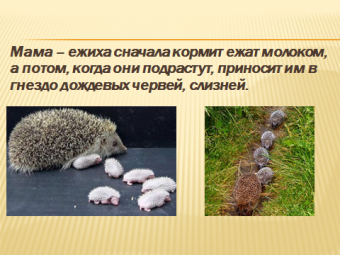 Мама – ежиха сначала кормит ежат молоком,
а потом, когда они подрастут, приносит им в
гнездо дождевых червей, слизней.